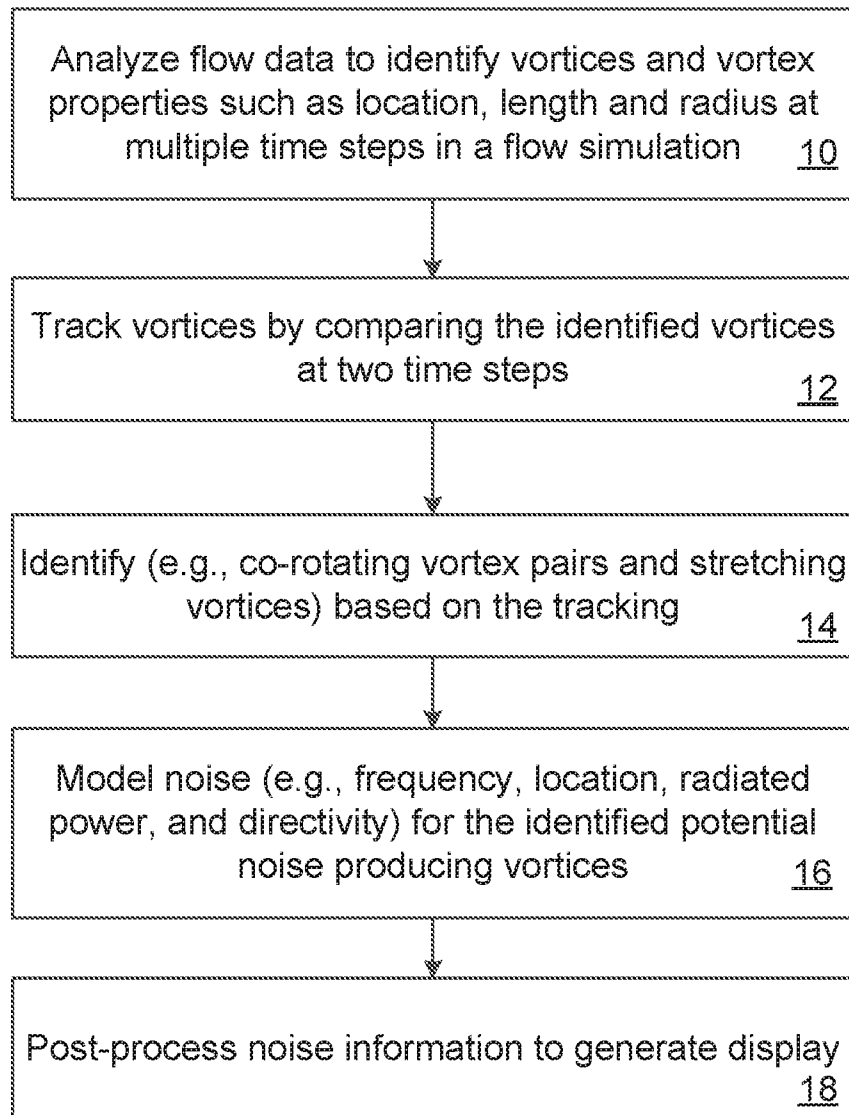 Analyze flow data to identify vortices and vortex
properties such as location, length and radius at
multiple time steps in a flow simulation
10
Track vortices by comparing the identified vortices
at two time steps
12
Identify (e.g., co-rotating vortex pairs and stretching
vortices) based on the tracking
14
Model noise (e.g., frequency, location, radiated
power, and directivity) for the identified potential
noise producing vortices
16
Post-process noise information to generate display
18